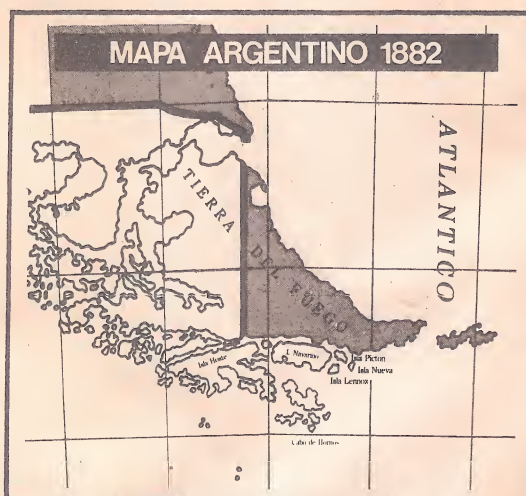 MAPA ARGENTINO 1882
ATLANTICO
TIERRA
DEL FUEGO
Isla Hoste
I. Navarino
Isla Picton
Isla Nueva
Isla Lennox
Cabo de Hornos